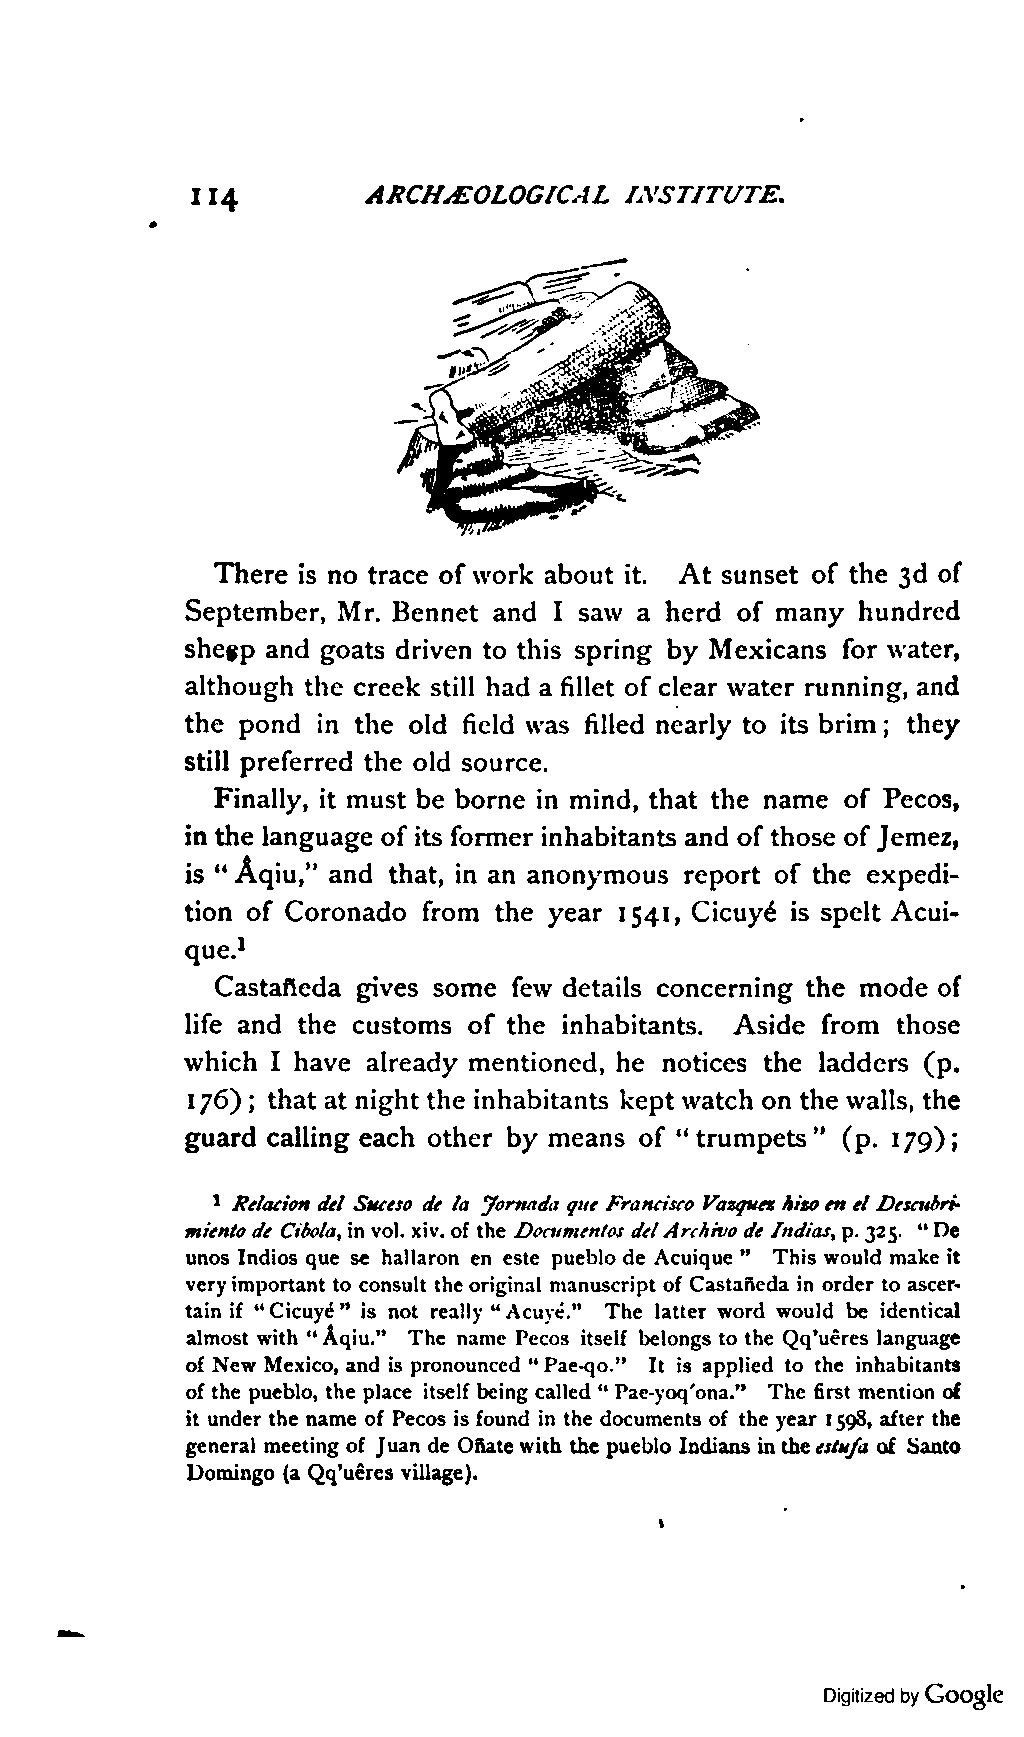 114 ARCHÆOLOGICAL INSTITUTE.
There is no trace of work about it. At sunset of the 3d of
September, Mr. Bennet and I saw a herd of many hundred
sheep and goats driven to this spring by Mexicans for water,
although the creek still had a fillet of clear water running, and
the pond in the old field was filled nearly to its brim; they
still preferred the old source.
Finally, it must be borne in mind, that the name of Pecos,
in the language of its former inhabitants and of those of Jemez,
is “Âqiu,” and that, in an anonymous report of the expedi-
tion of Coronado from the year 1541, Cicuyé is spelt Acui-
que.¹
Castañeda gives some few details concerning the mode of
life and the customs of the inhabitants. Aside from those
which I have already mentioned, he notices the ladders (p.
176); that at night the inhabitants kept watch on the walls, the
guard calling each other by means of “trumpets” (p. 179);
¹ Relacion del Suceso de la Jornada que Francisco Vazquez hizo en el Descubri-
miento de Cibola, in vol. xiv. of the Documentos del Archivo de Indias, p. 325. “De
unos Indios que se hallaron en este pueblo de Acuique” This would make it
very important to consult the original manuscript of Castañeda in order to ascer-
tain if “Cicuyé” is not really “Acuyé.” The latter word would be identical
almost with “Âqiu.” The name Pecos itself belongs to the Qq'uêres language
of New Mexico, and is pronounced “Pae-qo.” It is applied to the inhabitants
of the pueblo, the place itself being called “Pae-yoq'ona.” The first mention of
it under the name of Pecos is found in the documents of the year 1598, after the
general meeting of Juan de Oñate with the pueblo Indians in the estufa of Santo
Domingo (a Qq'uêres village).
Digitized by Google